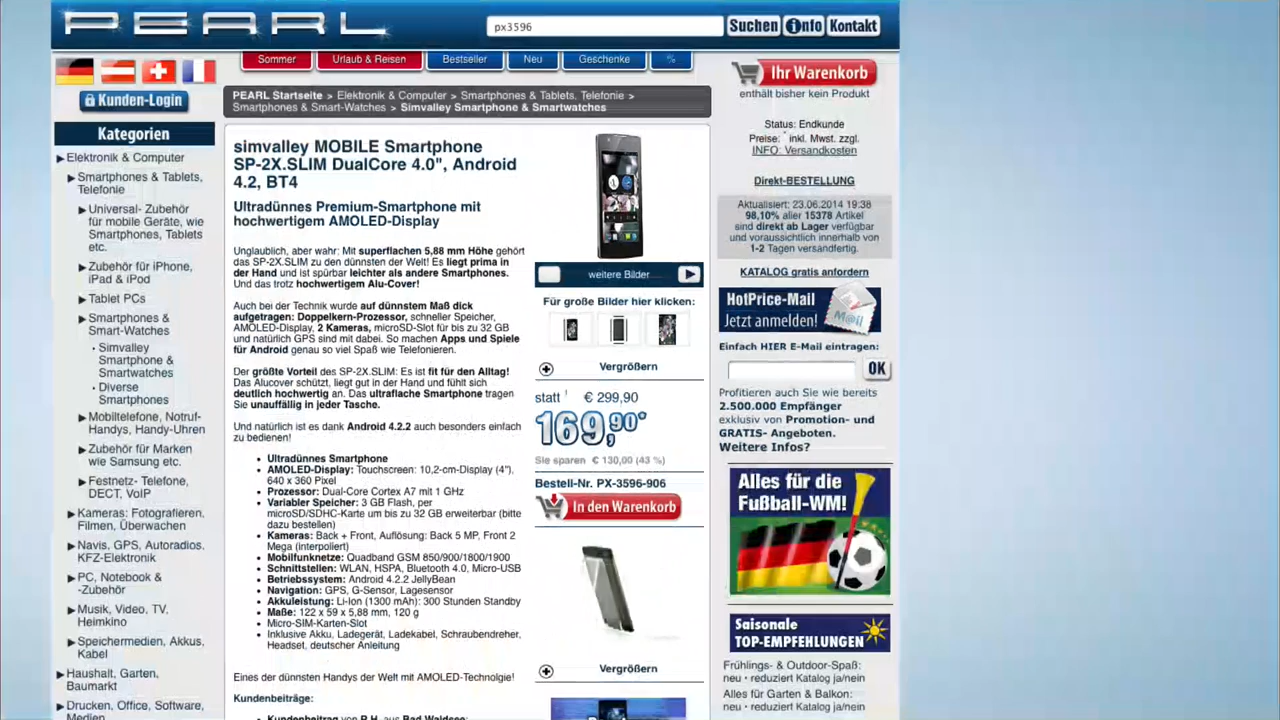 PEARL
px3596
Suchen
info
Kontakt
Sommer
Urlaub & Reisen
Bestseller
Neu
Geschenke
%
Kunden-Login
Kategorien
Elektronik & Computer
Smartphones & Tablets,
Telefonie
Universal- Zubehör
für mobile Geräte, wie
Smartphones, Tablets
etc.
Zubehör für iPhone,
iPad & iPod
Tablet PCs
Smartphones &
Smart-Watches
Simvalley
Smartphone &
Smartwatches
Diverse
Smartphones
Mobiltelefone, Notruf-
Handys, Handy-Uhren
Zubehör für Marken
wie Samsung etc.
Festnetz- Telefone,
DECT, VoIP
Kameras: Fotografieren,
Filmen, Überwachen
Navis, GPS, Autoradios,
KFZ-Elektronik
PC, Notebook &
-Zubehör
Musik, Video, TV,
Heimkino
Speichermedien, Akkus,
Kabel
Haushalt, Garten,
Baumarkt
Drucken, Office, Software,
Medien
PEARL Startseite > Elektronik & Computer > Smartphones & Tablets, Telefonie >
Smartphones & Smart-Watches > Simvalley Smartphone & Smartwatches
simvalley MOBILE Smartphone
SP-2X.SLIM DualCore 4.0", Android
4.2, BT4
Ultradünnes Premium-Smartphone mit
hochwertigem AMOLED-Display
Unglaublich, aber wahr: Mit superflachen 5,88 mm Höhe gehört
das SP-2X.SLIM zu den dünnsten der Welt! Es liegt prima in
der Hand und ist spürbar leichter als andere Smartphones.
Und das trotz hochwertigem Alu-Cover!
Auch bei der Technik wurde auf dünnstem Maß dick
aufgetragen: Doppelkern-Prozessor, schneller Speicher,
AMOLED-Display, 2 Kameras, microSD-Slot für bis zu 32 GB
und natürlich GPS sind mit dabei. So machen Apps und Spiele
für Android genau so viel Spaß wie Telefonieren.
Der größte Vorteil des SP-2X.SLIM: Es ist fit für den Alltag!
Das Alucover schützt, liegt gut in der Hand und fühlt sich
deutlich hochwertig an. Das ultraflache Smartphone tragen
Sie unauffällig in jeder Tasche.
Und natürlich ist es dank Android 4.2.2 auch besonders einfach
zu bedienen!
Ultradünnes Smartphone
AMOLED-Display: Touchscreen: 10,2-cm-Display (4"),
640 x 360 Pixel
Prozessor: Dual-Core Cortex A7 mit 1 GHz
Variabler Speicher: 3 GB Flash, per
microSD/SDHC-Karte um bis zu 32 GB erweiterbar (bitte
dazu bestellen)
Kameras: Back + Front, Auflösung: Back 5 MP, Front 2
Mega (interpoliert)
Mobilfunknetze: Quadband GSM 850/900/1800/1900
Schnittstellen: WLAN, HSPA, Bluetooth 4.0, Micro-USB
Betriebssystem: Android 4.2.2 JellyBean
Navigation: GPS, G-Sensor, Lagesensor
Akkuleistung: Li-Ion (1300 mAh): 300 Stunden Standby
Maße: 122 x 59 x 5,88 mm, 120 g
Micro-SIM-Karten-Slot
Inklusive Akku, Ladegerät, Ladekabel, Schraubendreher,
Headset, deutscher Anleitung
Eines der dünnsten Handys der Welt mit AMOLED-Technolgie!
Kundenbeiträge:
Kundenbeitrag von P.H. aus Bad Waldsee:
weitere Bilder
Für große Bilder hier klicken:
Vergrößern
statt € 299,90
169,90*
Sie sparen € 130,00 (43 %)
Bestell-Nr. PX-3596-906
In den Warenkorb
Vergrößern
Ihr Warenkorb
enthält bisher kein Produkt
Status: Endkunde
Preise: * inkl. Mwst. zzgl.
INFO: Versandkosten
Direkt-BESTELLUNG
Aktualisiert: 23.06.2014 19:38
98,10% aller 15378 Artikel
sind direkt ab Lager verfügbar
und voraussichtlich innerhalb von
1-2 Tagen versandfertig.
KATALOG gratis anfordern
HotPrice-Mail
Jetzt anmelden!
M@il
Einfach HIER E-Mail eintragen:
OK
Profitieren auch Sie wie bereits
2.500.000 Empfänger
exklusiv von Promotion- und
GRATIS- Angeboten.
Weitere Infos?
Alles für die
Fußball-WM!
Saisonale
TOP-EMPFEHLUNGEN
Frühlings- & Outdoor-Spaß:
neu • reduziert Katalog ja/nein
Alles für Garten & Balkon:
neu • reduziert Katalog ja/nein